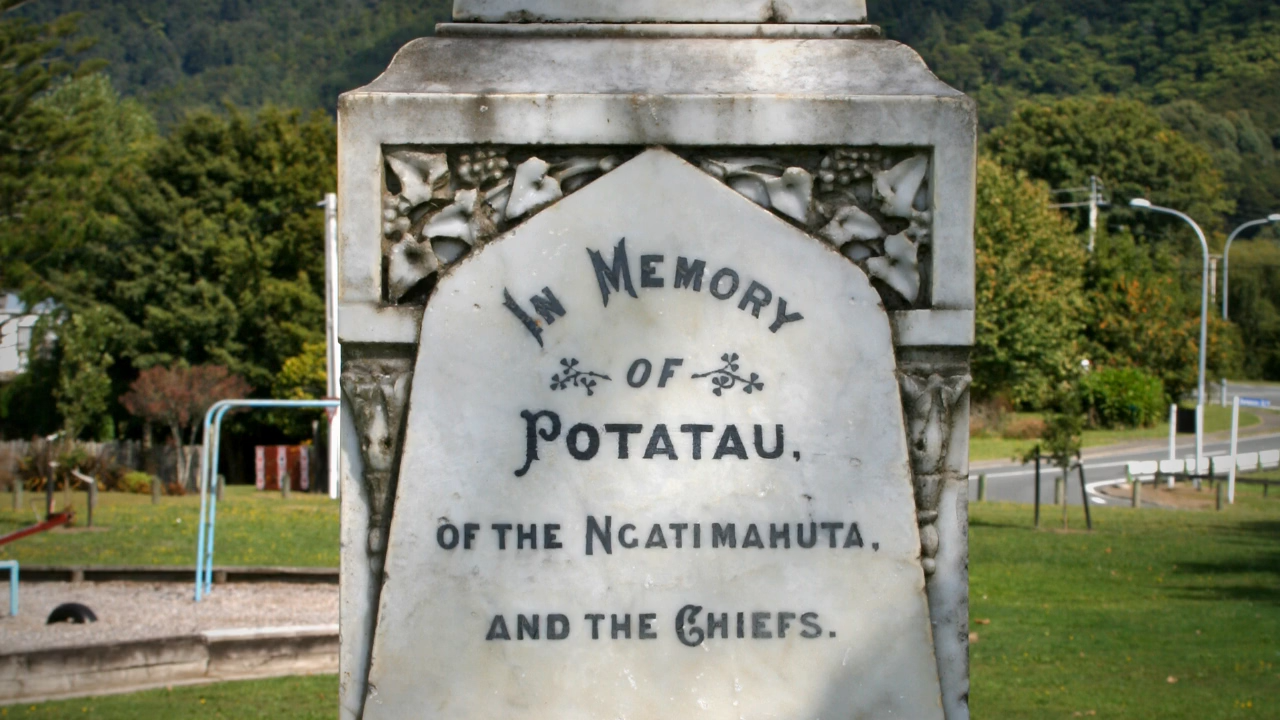 In Memory
OF
POTATAU,
OF THE NGATIMAHUTA,
AND THE CHIEFS.